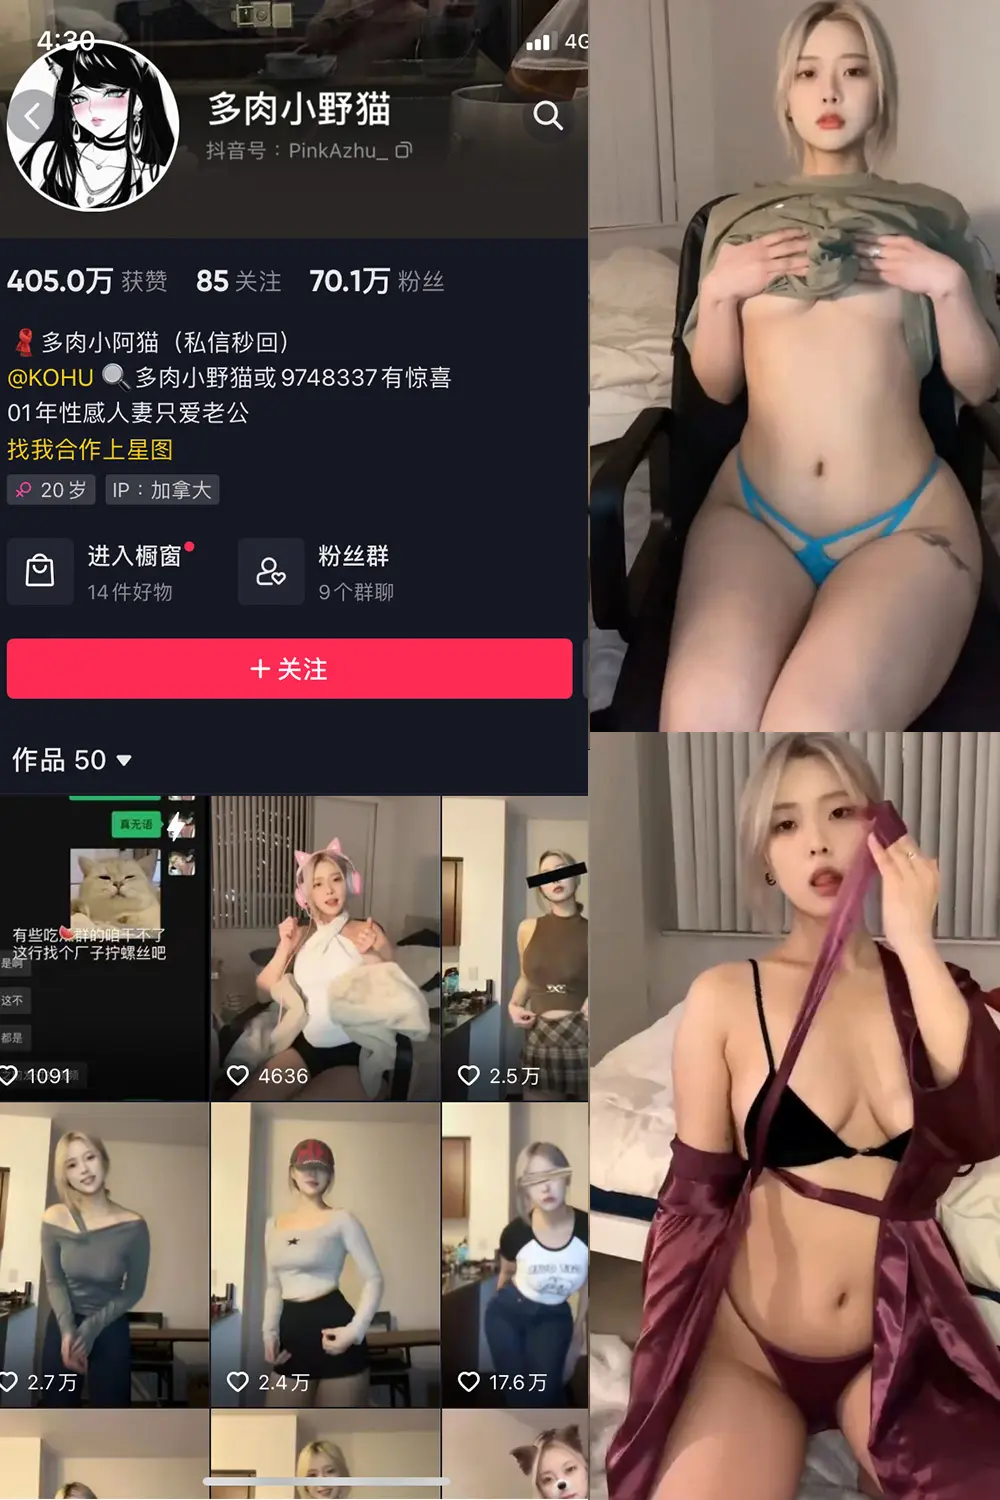 4:30
4G
多肉小野猫
抖音号：PinkAzhu_
405.0万 获赞 85 关注 70.1万 粉丝
多肉小阿猫（私信秒回）
@KOHU 多肉小野猫或9748337有惊喜
01年性感人妻只爱老公
找我合作上星图
20岁 IP：加拿大
进入橱窗 粉丝群
14件好物 9个群聊
+ 关注
作品 50
真无语
有些吃群的咱干不了
这行找个厂子拧螺丝吧
是啊
这不
都是
1091 4636 2.5万
2.7万 2.4万 17.6万